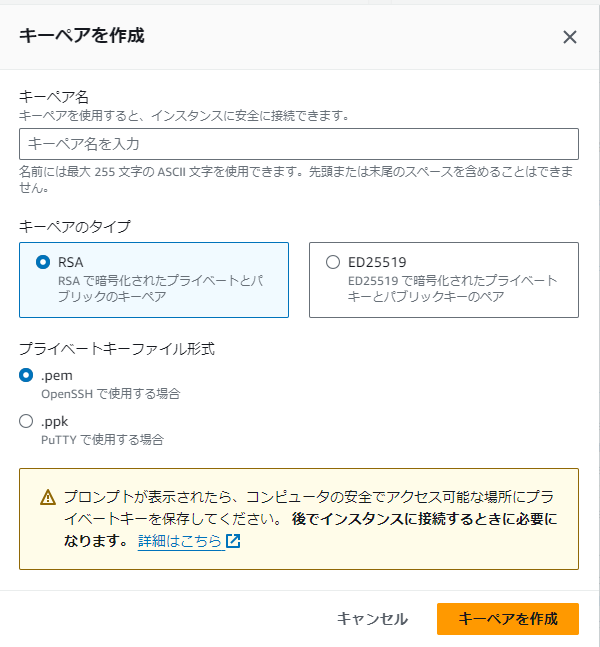 キーペアを作成
キーペア名
キーペアを使用すると、インスタンスに安全に接続できます。
キーペア名を入力
名前には最大 255 文字の ASCII 文字を使用できます。先頭または末尾のスペースを含めることはできま
せん。
キーペアのタイプ
RSA
RSA で暗号化されたプライベートとパ
ブリックのキーペア
ED25519
ED25519 で暗号化されたプライベート
キーとパブリックキーのペア
プライベートキーファイル形式
.pem
OpenSSH で使用する場合
.ppk
PuTTY で使用する場合
プロンプトが表示されたら、コンピュータの安全でアクセス可能な場所にプラ
イベートキーを保存してください。 後でインスタンスに接続するときに必要に
なります。 詳細はこちら
キャンセル
キーペアを作成